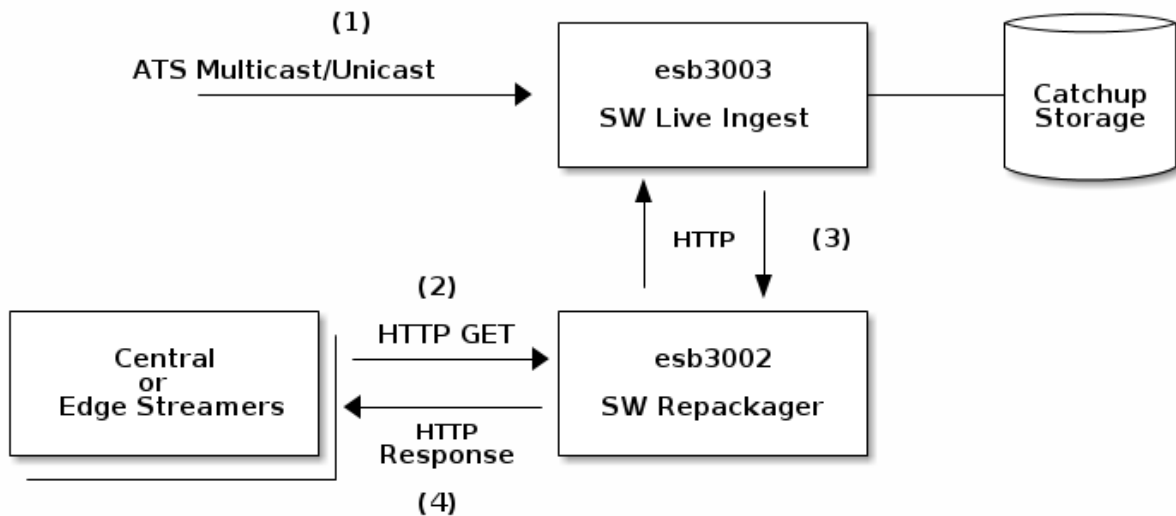 (1)
ATS Multicast/Unicast
esb3003
SW Live Ingest
Catchup
Storage
HTTP
(3)
(2)
HTTP GET
Central
or
Edge Streamers
esb3002
SW Repackager
HTTP
Response
(4)